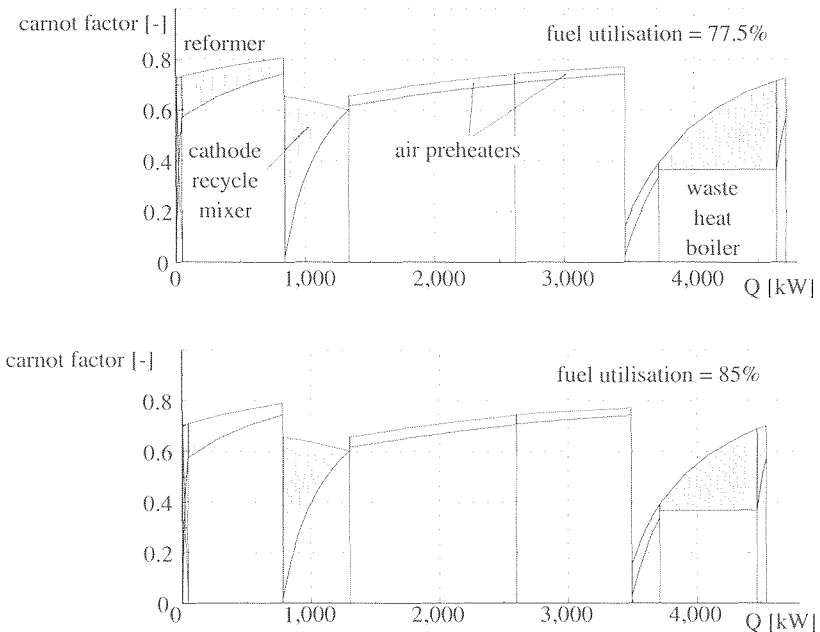 carnot factor [-]
fuel utilisation = 77.5%
reformer
0.8
0.6
0.4
0.2
0
cathode
recycle
mixer
air preheaters
waste
heat
boiler
0
1,000
2,000
3,000
4,000
Q [kW]
carnot factor [-]
fuel utilisation = 85%
0.8
0.6
0.4
0.2
0
0
1,000
2,000
3,000
4,000
Q [kW]